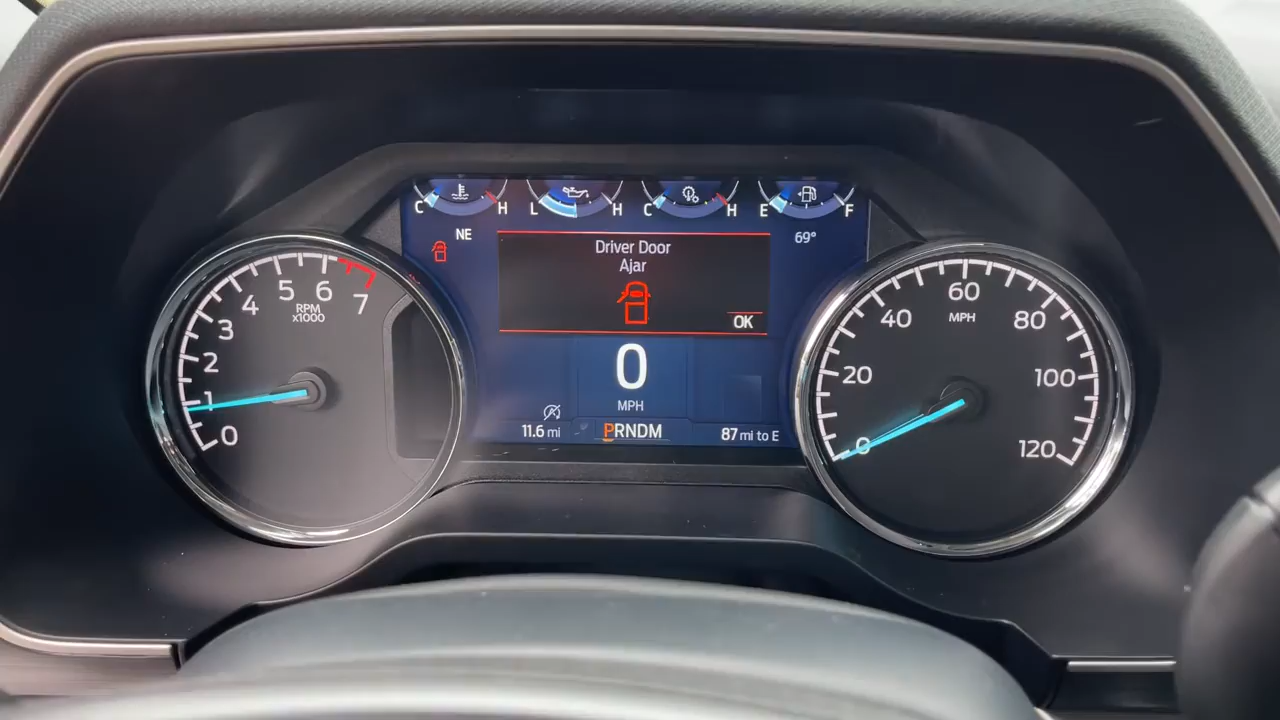 C H L H C H E F
NE
69°
Driver Door
Ajar
OK
0
MPH
11.6 mi
PRNDM
87 mi to E
0 1 2 3 4 5 6 7
RPM
x1000
0 20 40 60 80 100 120
MPH